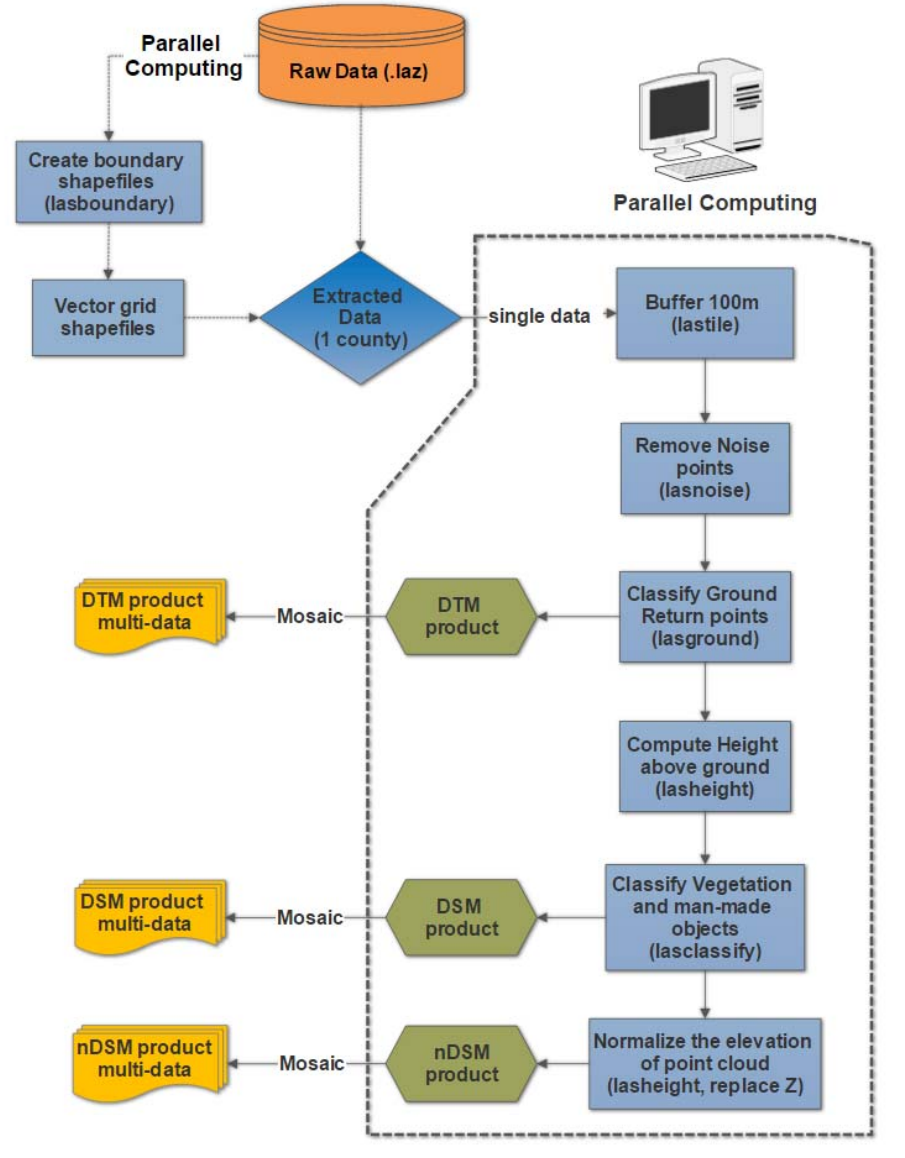 Parallel
Computing
Raw Data (.laz)
Create boundary
shapefiles
(lasboundary)
Parallel Computing
Vector grid
shapefiles
Extracted
Data
(1 county)
single data
Buffer 100m
(lastile)
Remove Noise
points
(lasnoise)
DTM product
multi-data
Mosaic
DTM
product
Classify Ground
Return points
(lasground)
Compute Height
above ground
(lasheight)
DSM product
multi-data
Mosaic
DSM
product
Classify Vegetation
and man-made
objects
(lasclassify)
nDSM product
multi-data
Mosaic
nDSM
product
Normalize the elevation
of point cloud
(lasheight, replace Z)